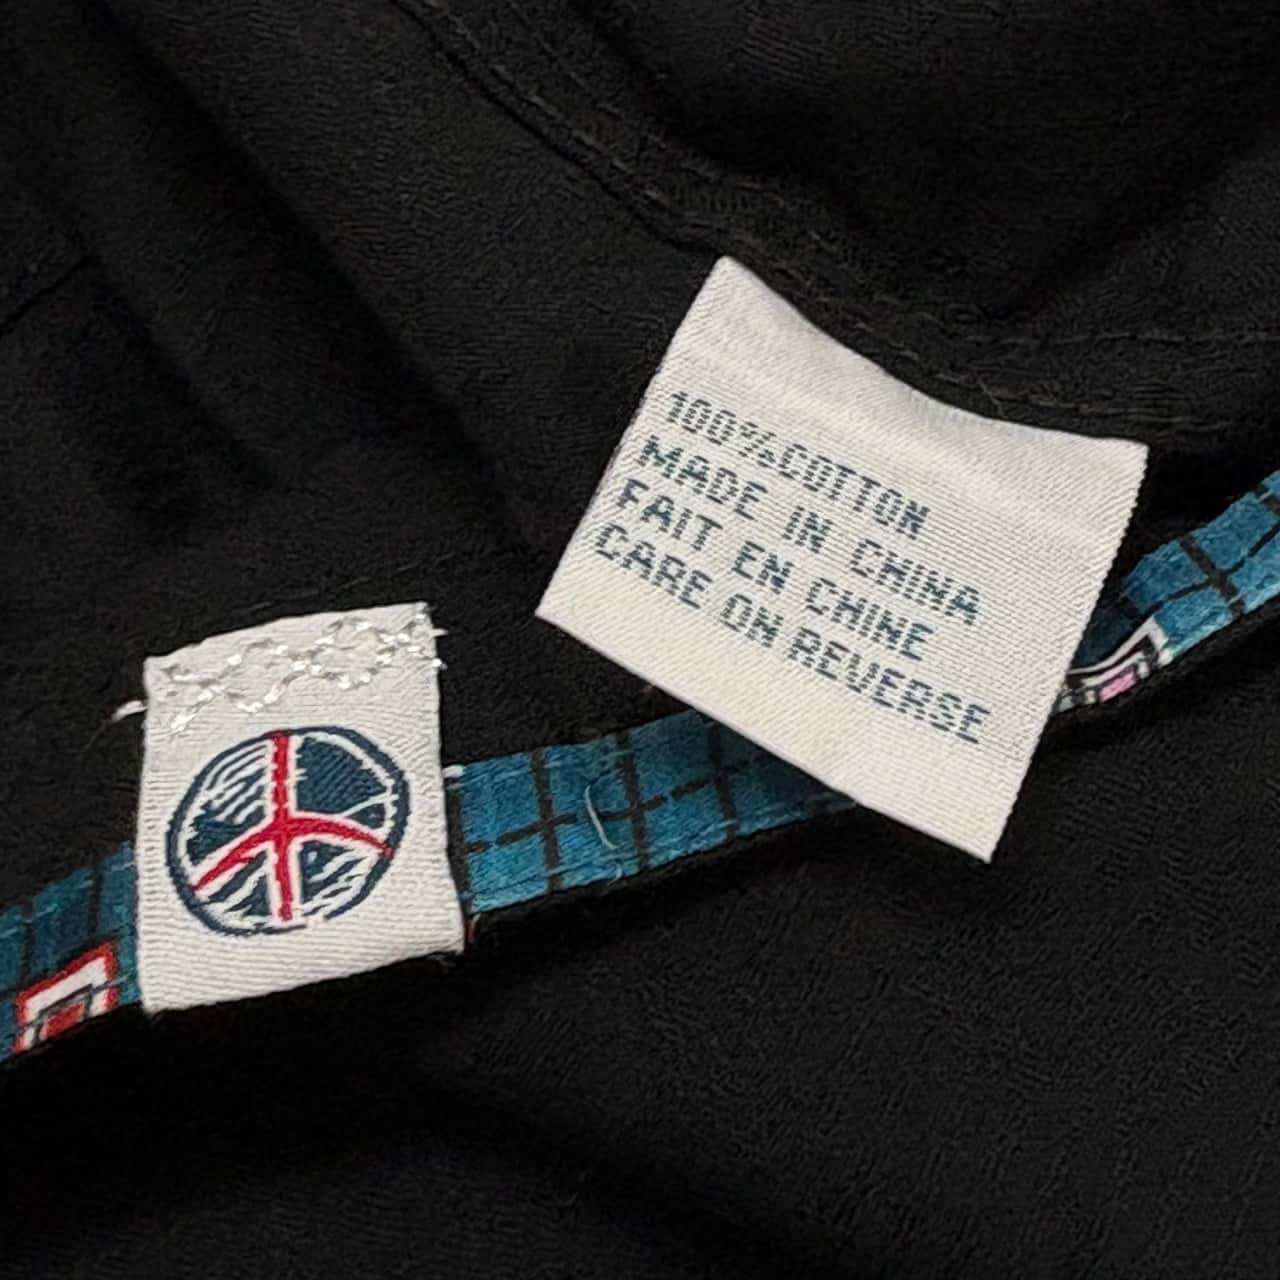 100%COTTON
MADE IN CHINA
FAIT EN CHINE
CARE ON REVERSE